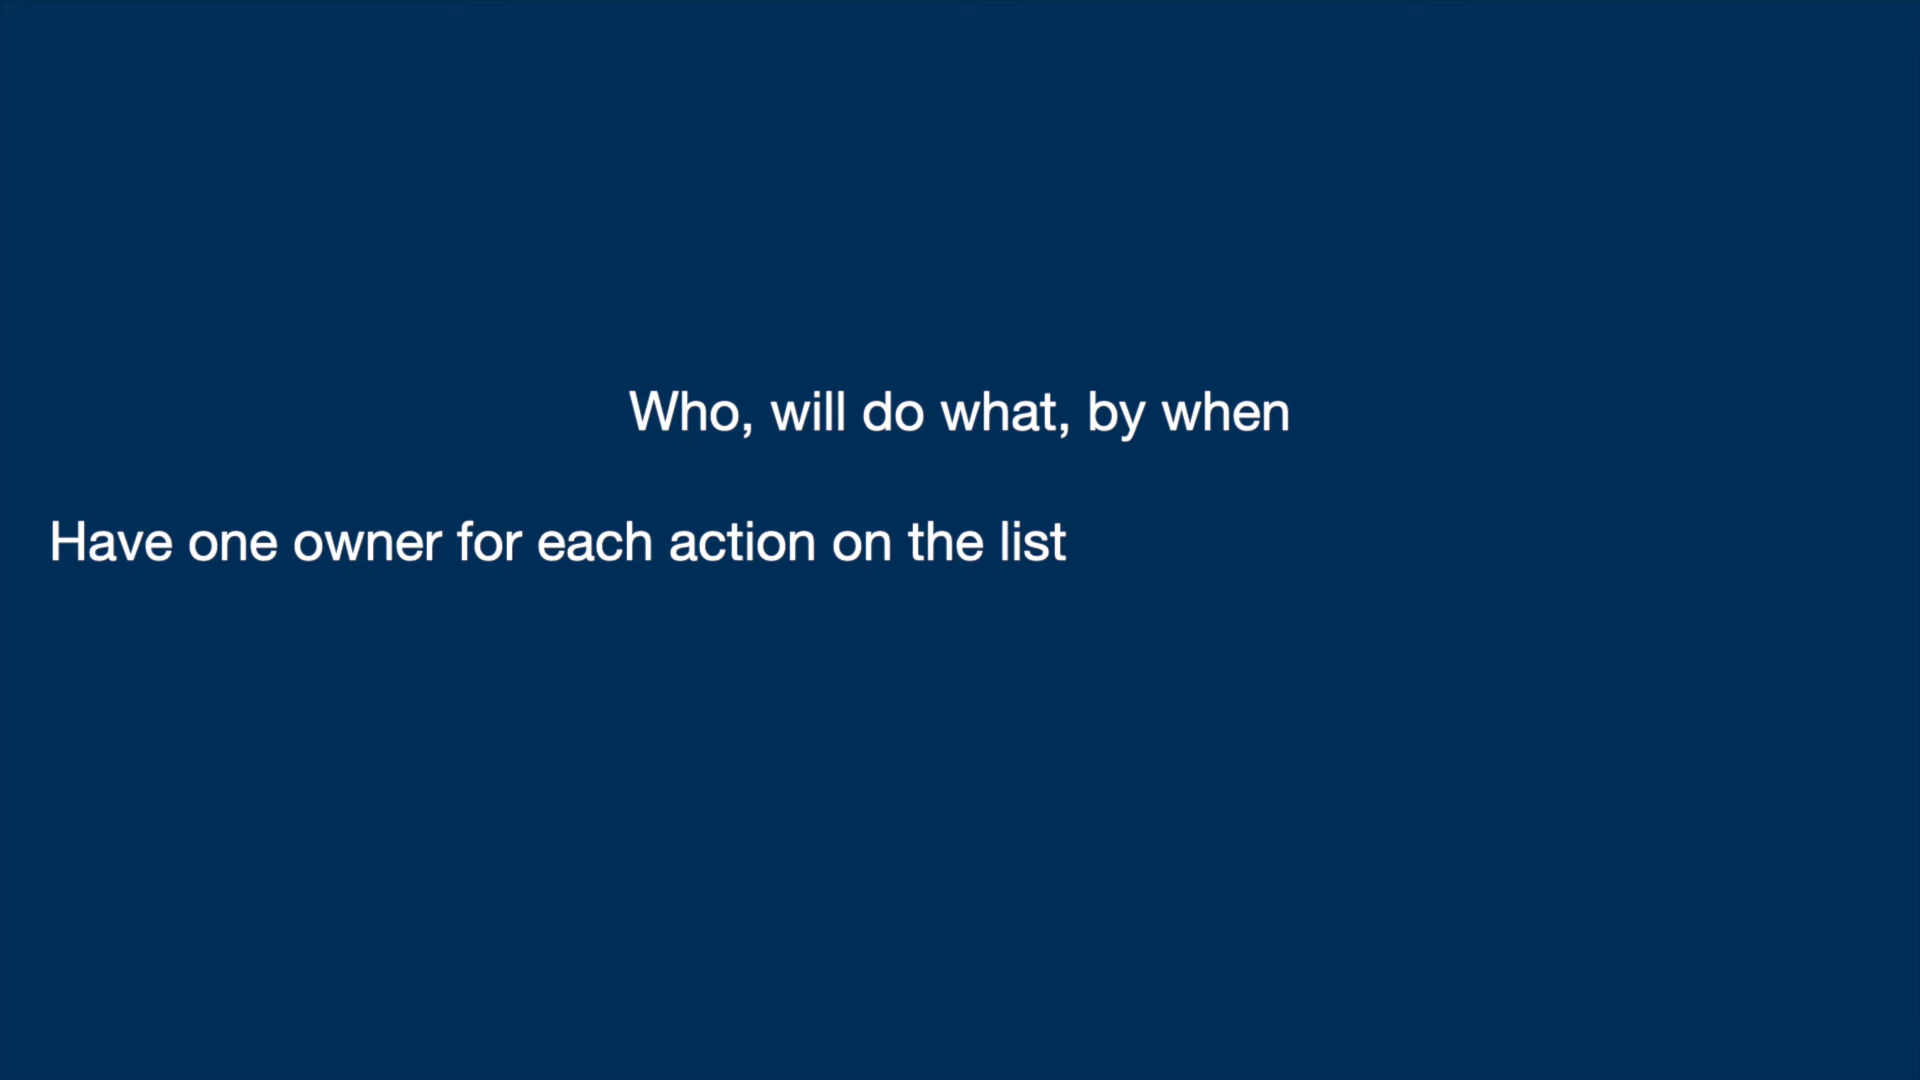 Who, will do what, by when
Have one owner for each action on the list